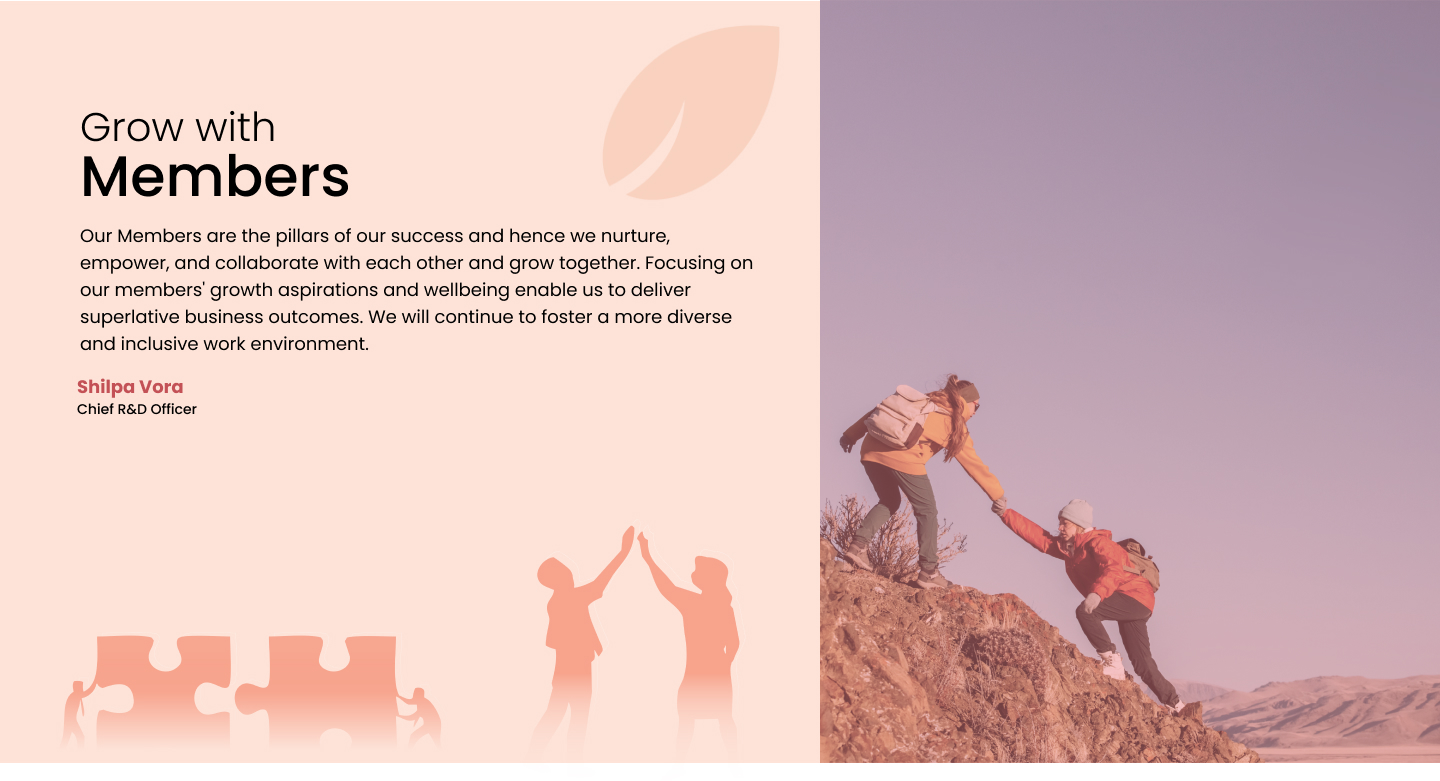 Grow with
Members
Our Members are the pillars of our success and hence we nurture,
empower, and collaborate with each other and grow together. Focusing on
our members' growth aspirations and wellbeing enable us to deliver
superlative business outcomes. We will continue to foster a more diverse
and inclusive work environment.
Shilpa Vora
Chief R&D Officer